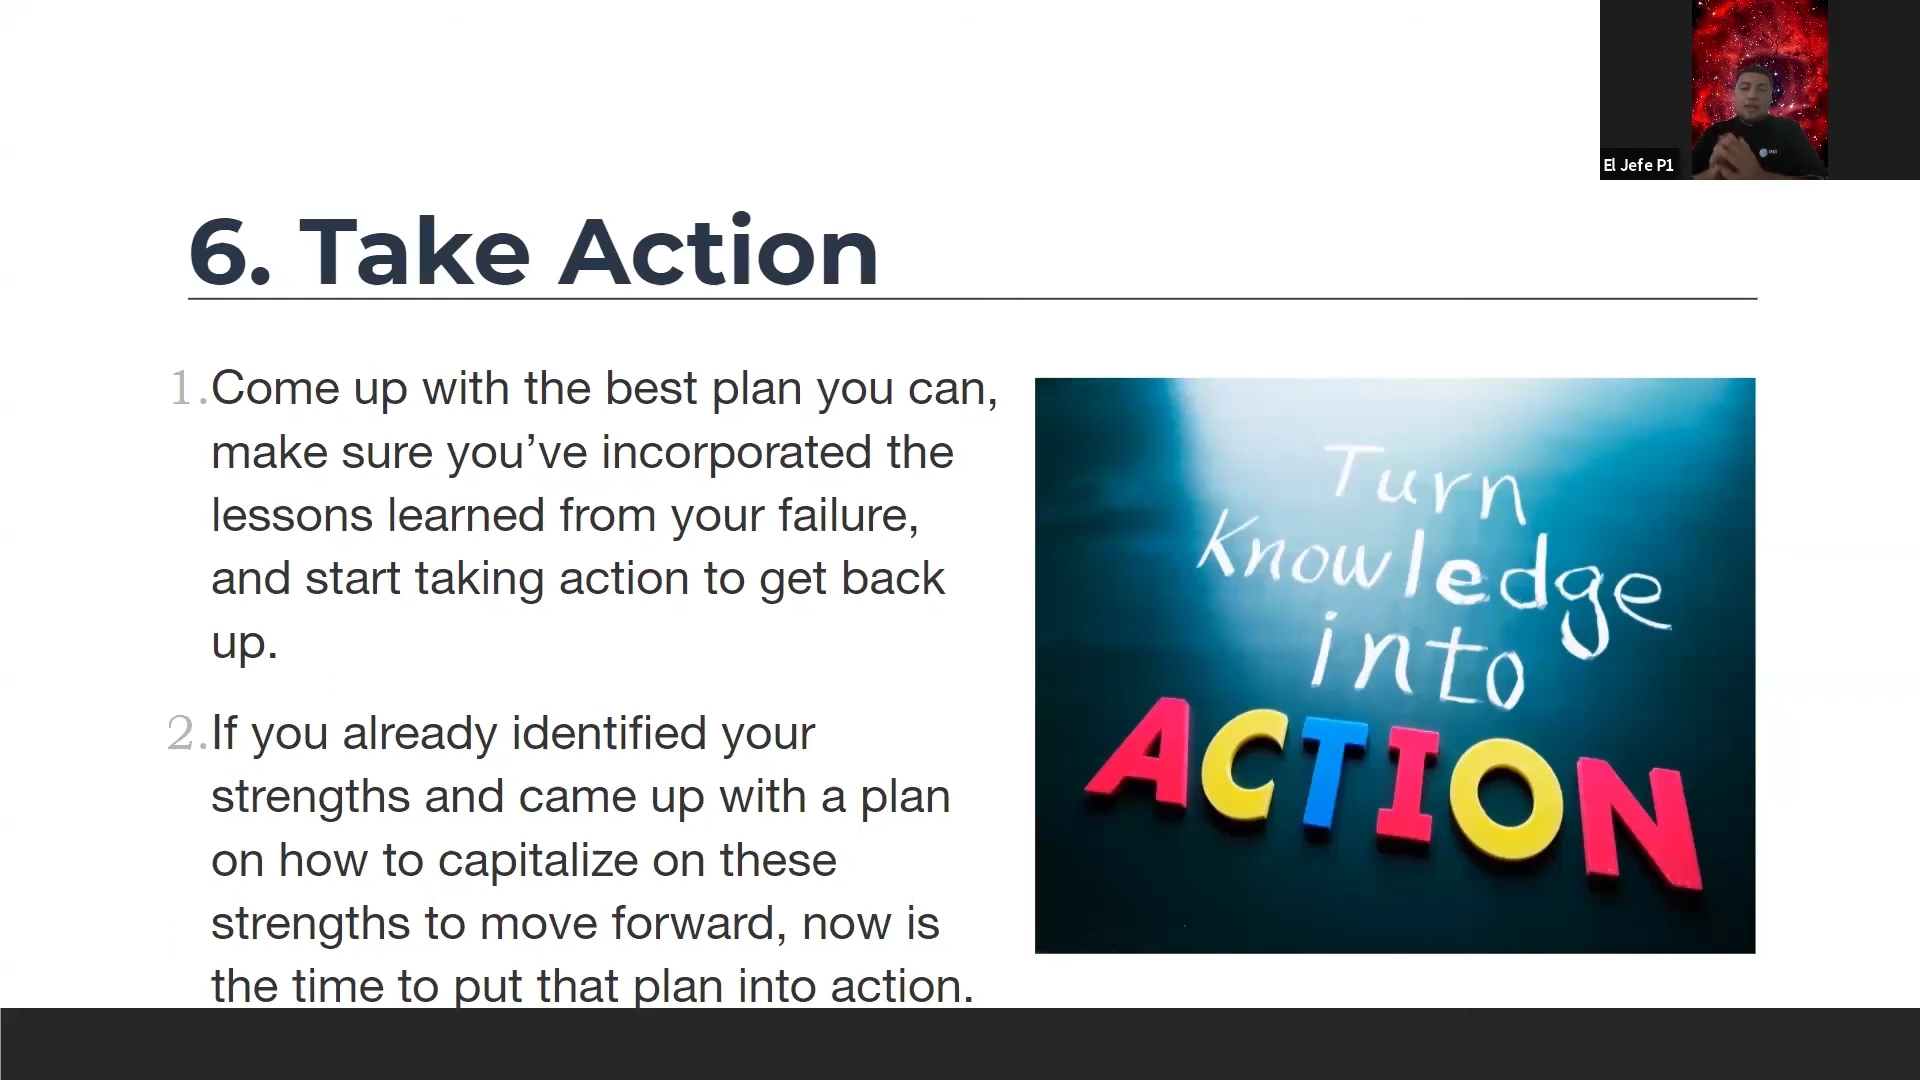 El Jefe P1
6. Take Action
1.Come up with the best plan you can,
make sure you’ve incorporated the
lessons learned from your failure,
and start taking action to get back
up.
2.If you already identified your
strengths and came up with a plan
on how to capitalize on these
strengths to move forward, now is
the time to put that plan into action.
Turn
Knowledge
into
ACTION